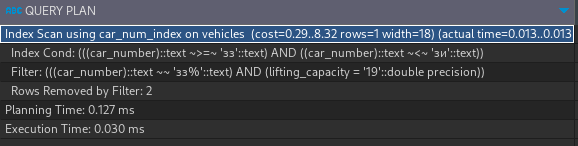 ABC QUERY PLAN
Index Scan using car_num_index on vehicles (cost=0.29..8.32 rows=1 width=18) (actual time=0.013..0.013
Index Cond: (((car_number)::text ~>=~ 'зз'::text) AND ((car_number)::text ~<~ 'зи'::text))
Filter: (((car_number)::text ~~ 'зз%'::text) AND (lifting_capacity = '19'::double precision))
Rows Removed by Filter: 2
Planning Time: 0.127 ms
Execution Time: 0.030 ms